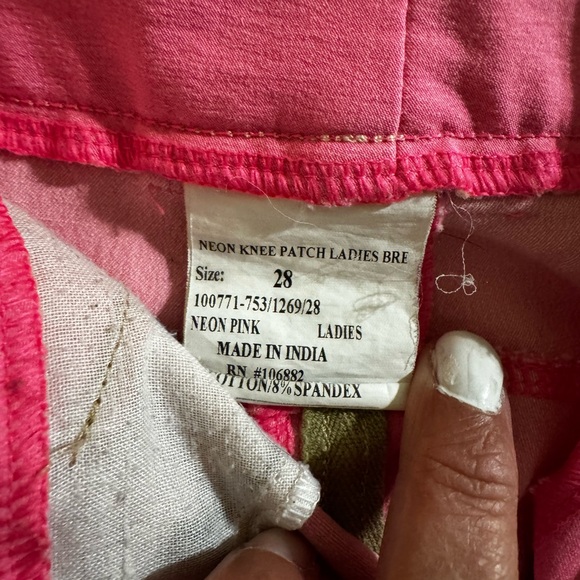 NEON KNEE PATCH LADIES BRE
Size: 28
100771-753/1269/28
NEON PINK LADIES
MADE IN INDIA
RN #106882
OTTON/8% SPANDEX